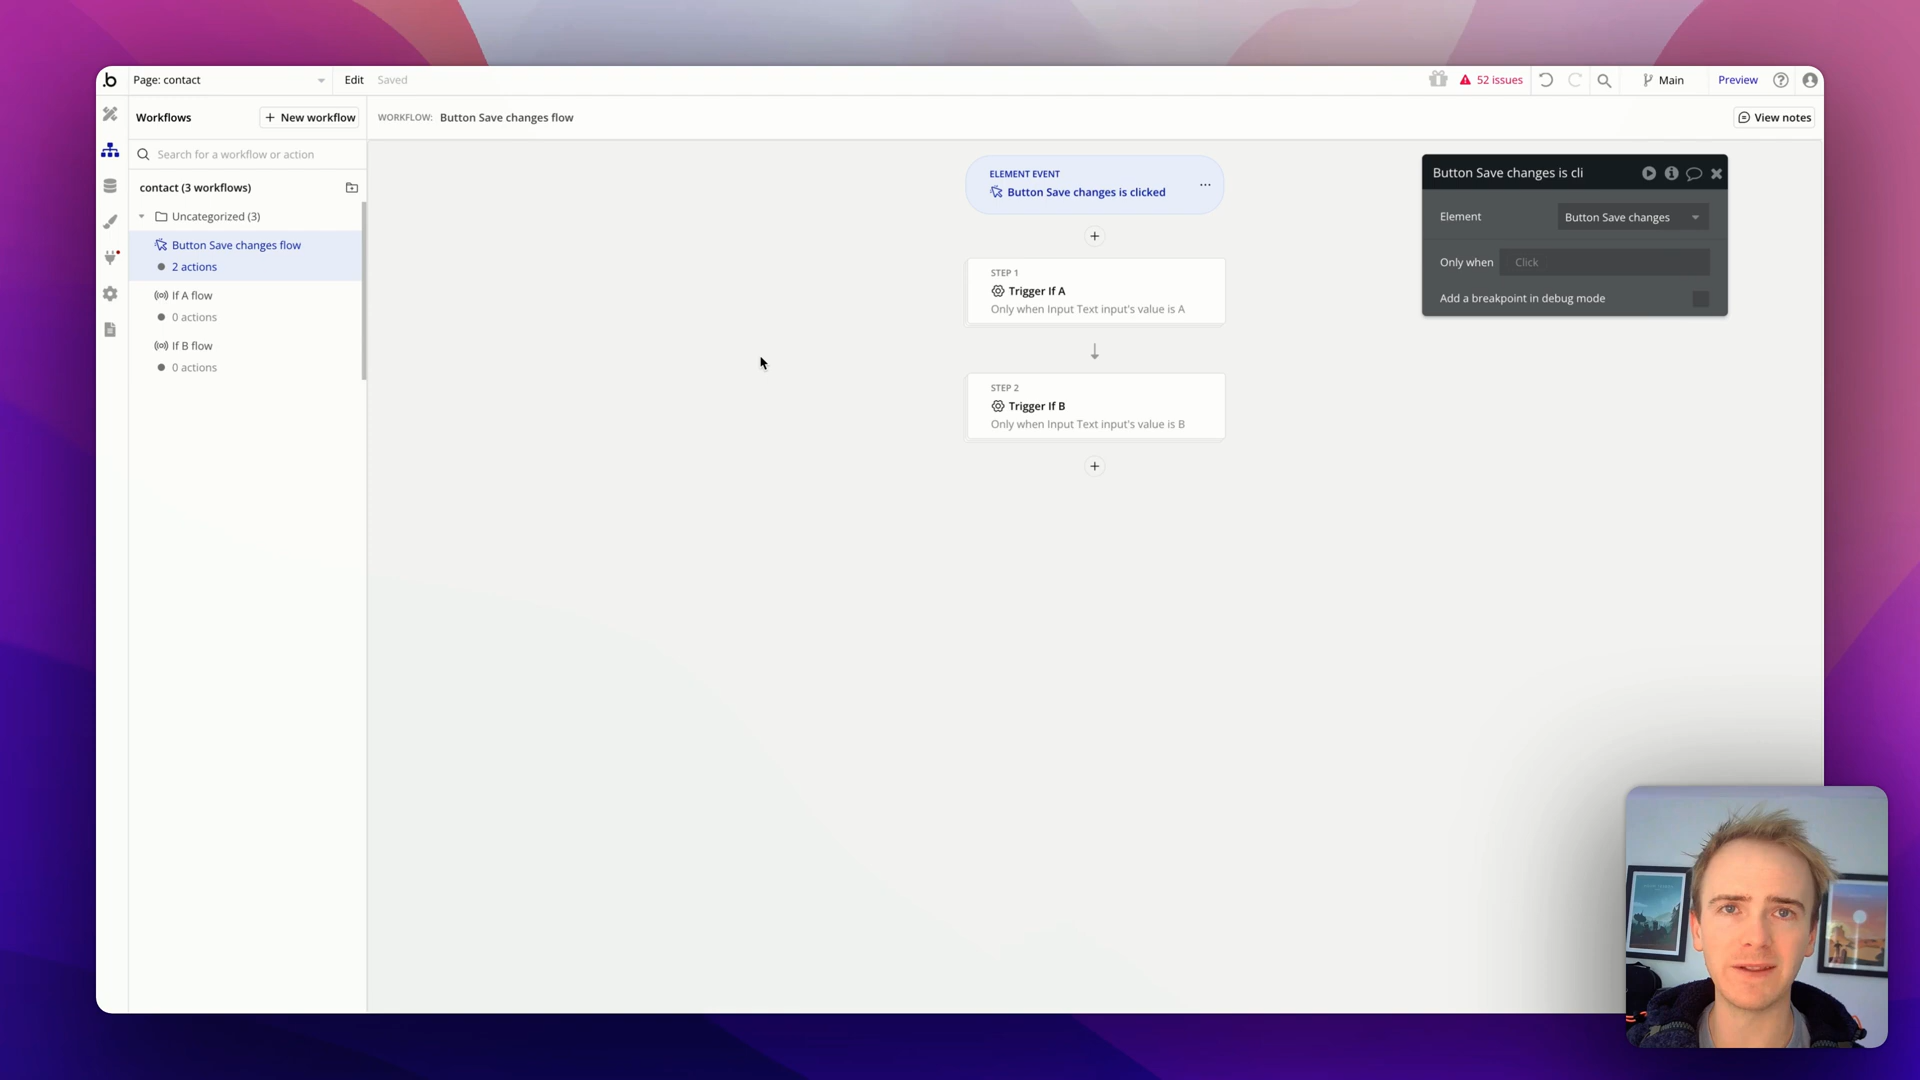 .b
Page: contact
Edit
Saved
52 issues
Main
Preview
Workflows
+ New workflow
WORKFLOW: Button Save changes flow
View notes
Search for a workflow or action
contact (3 workflows)
Uncategorized (3)
Button Save changes flow
2 actions
If A flow
0 actions
If B flow
0 actions
ELEMENT EVENT
Button Save changes is clicked
STEP 1
Trigger If A
Only when Input Text input's value is A
STEP 2
Trigger If B
Only when Input Text input's value is B
Button Save changes is cli
Element
Button Save changes
Only when
Click
Add a breakpoint in debug mode